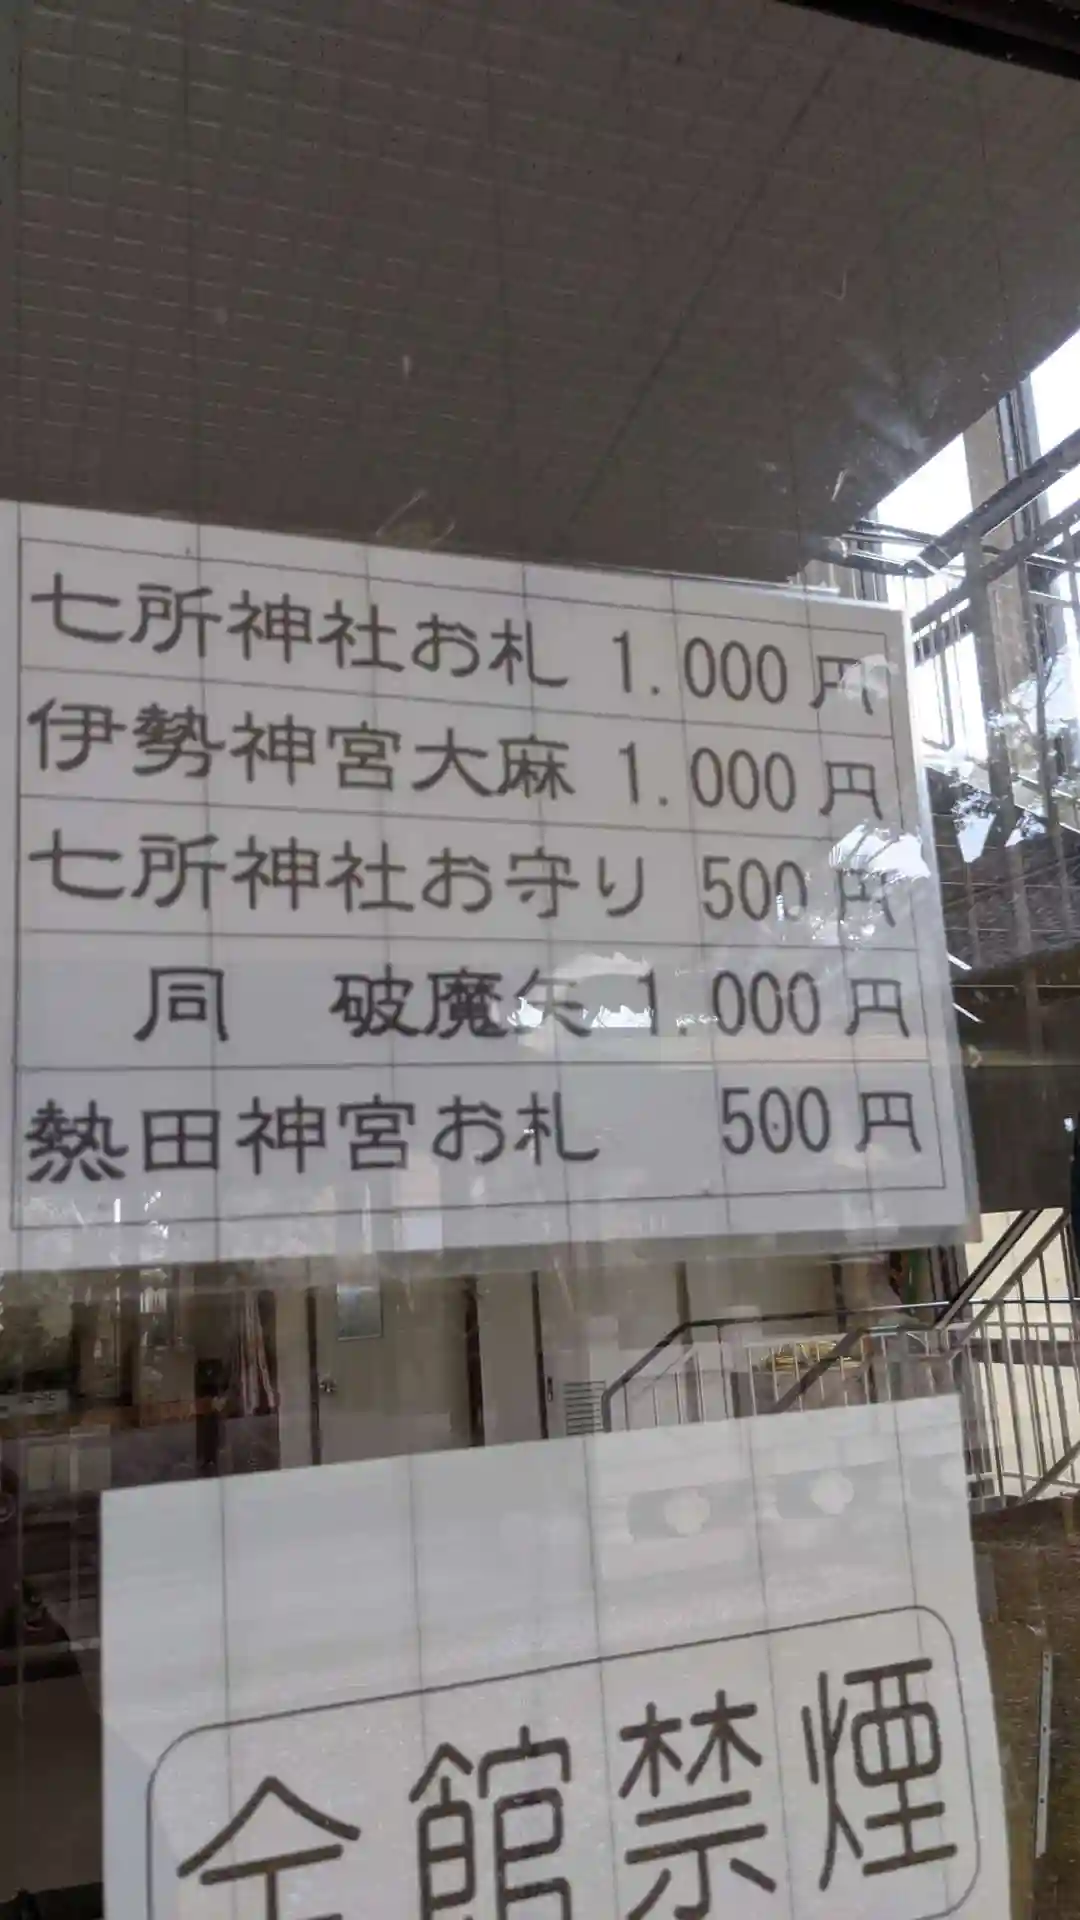 七所神社お札 1.000円
伊勢神宮大麻 1.000円
七所神社お守り 500円
同 破魔矢 1.000円
熱田神宮お札 500円
全館禁煙